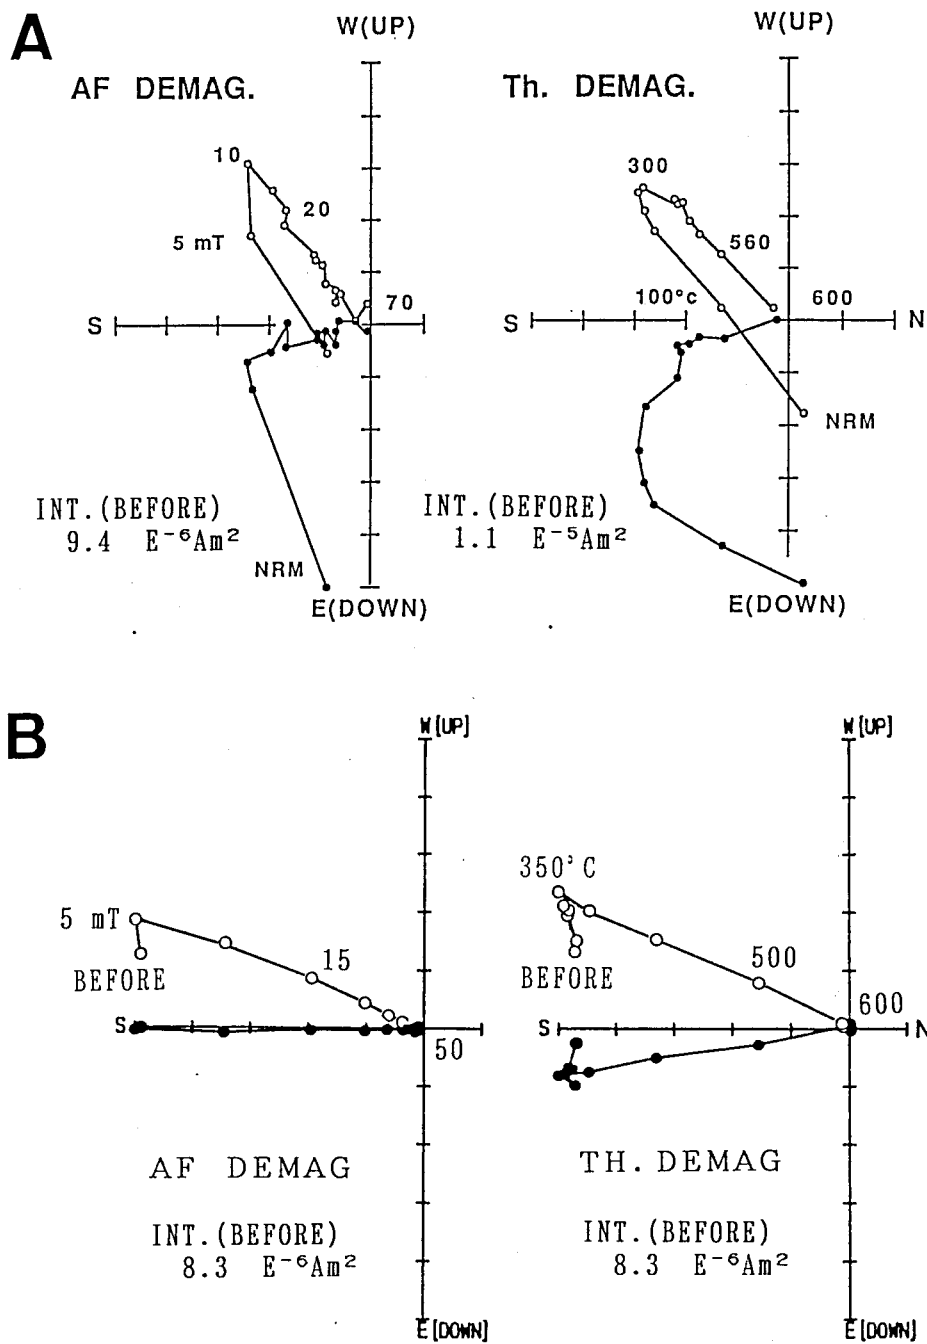 A
W(UP)
AF DEMAG.
10
20
5 mT
70
S
NRM
E(DOWN)
INT.(BEFORE)
9.4 E⁻⁶Am²
W(UP)
Th. DEMAG.
300
560
100°c
600
S
N
NRM
INT.(BEFORE)
1.1 E⁻⁵Am²
E(DOWN)
B
W[UP]
5 mT
15
BEFORE
S
50
AF DEMAG
INT.(BEFORE)
8.3 E⁻⁶Am²
E[DOWN]
W[UP]
350°C
500
BEFORE
600
S
N
TH. DEMAG
INT.(BEFORE)
8.3 E⁻⁶Am²
E[DOWN]